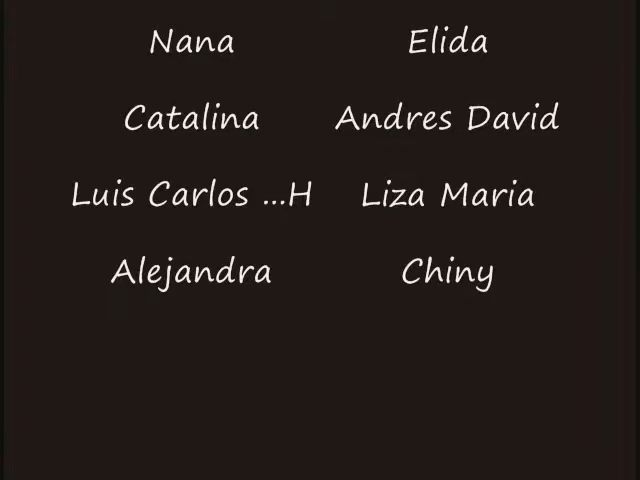 Nana Elida
Catalina Andres David
Luis Carlos ...H Liza Maria
Alejandra Chiny